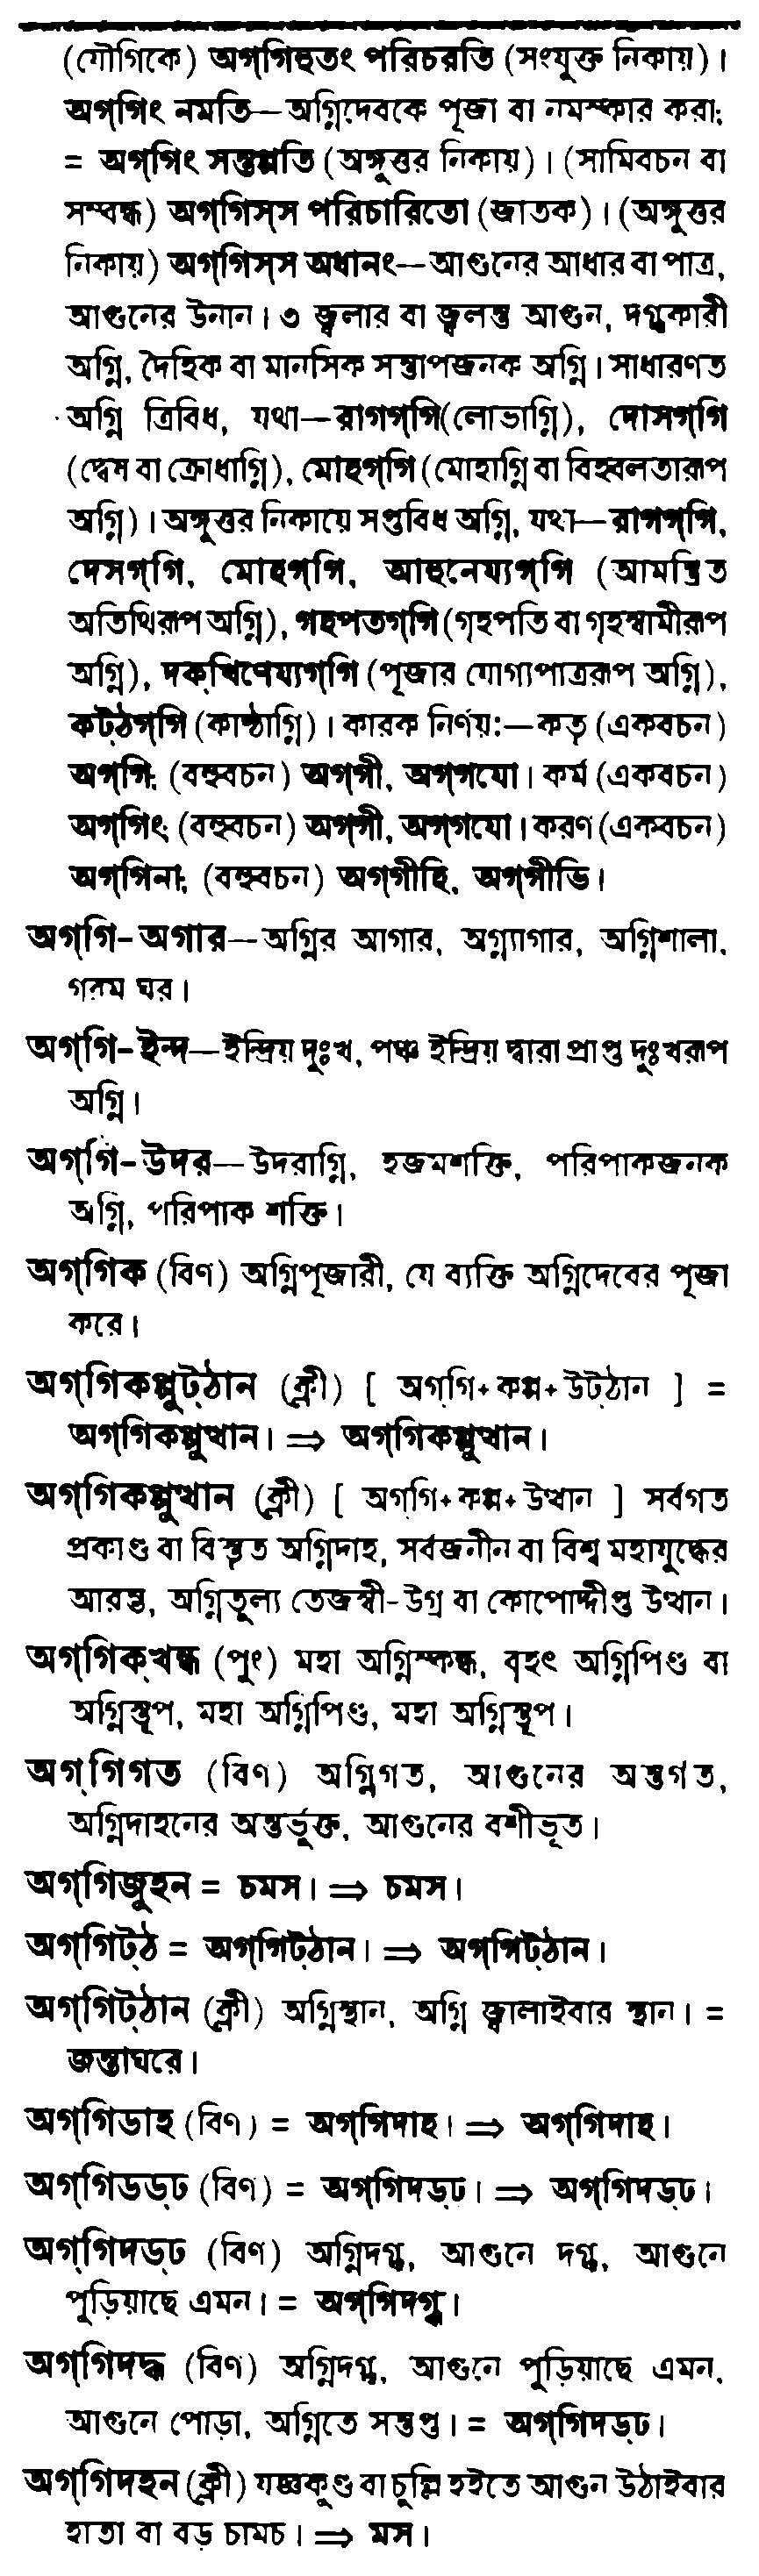 (যৌগিকে) অগ্‌গিহুতং পরিচরতি (সংযুক্ত নিকায়)।
অগ্‌গিং নমতি—অগ্নিদেবকে পূজা বা নমস্কার করা;
= অগ্‌গিং সন্তপ্পতি (অঙ্গুত্তর নিকায়)। (সামিবচন বা
সম্বন্ধ) অগ্‌গিস্‌স পরিচারিতো (জাতক)। (অঙ্গুত্তর
নিকায়) অগ্‌গিস্‌স অধানং—আগুনের আধার বা পাত্র,
আগুনের উনান। ৩ জ্বলার বা জ্বলন্ত আগুন, দগ্ধকারী
অগ্নি, দৈহিক বা মানসিক সন্তাপজনক অগ্নি। সাধারণত
অগ্নি ত্রিবিধ, যথা—রাগগ্‌গি(লোভাগ্নি), দোসগ্‌গি
(দ্বেষ বা ক্রোধাগ্নি), মোহগ্‌গি (মোহাগ্নি বা বিহ্বলতারূপ
অগ্নি)। অঙ্গুত্তর নিকায়ে সপ্তবিধ অগ্নি, যথা—রাগগ্‌গি,
দেসগ্‌গি, মোহগ্‌গি, আহুনেয্যগ্‌গি (আমন্ত্রিত
অতিথিরূপ অগ্নি), গহপতগ্‌গি (গৃহপতি বা গৃহস্বামীরূপ
অগ্নি), দক্‌খিণেয্যগ্‌গি (পূজার যোগ্যপাত্ররূপ অগ্নি),
কট্‌ঠগ্‌গি (কাষ্ঠাগ্নি)। কারক নির্ণয়:—কতৃ (একবচন)
অগ্‌গি; (বহুবচন) অগ্‌গী, অগ্‌গযো। কর্ম (একবচন)
অগ্‌গিং; (বহুবচন) অগ্‌গী, অগ্‌গযো। করণ (একবচন)
অগ্‌গিনা; (বহুবচন) অগ্‌গীহি, অগ্‌গীভি।
অগ্‌গি-অগার—অগ্নির আগার, অগ্ন্যাগার, অগ্নিশালা,
গরম ঘর।
অগ্‌গি-ইন্দ—ইন্দ্রিয় দুঃখ, পঞ্চ ইন্দ্রিয় দ্বারা প্রাপ্ত দুঃখরূপ
অগ্নি।
অগ্‌গি-উদর—উদরাগ্নি, হজমশক্তি, পরিপাকজনক
অগ্নি, পরিপাক শক্তি।
অগ্‌গিক (বিণ) অগ্নিপূজারী, যে ব্যক্তি অগ্নিদেবের পূজা
করে।
অগ্‌গিকপ্পুট্‌ঠান (ক্লী) [ অগ্‌গি+কপ্প+উট্‌ঠান ] =
অগ্‌গিকপ্পুত্থান। ⇒ অগ্‌গিকপ্পুত্থান।
অগ্‌গিকপ্পুত্থান (ক্লী) [ অগ্‌গি+কপ্প+উত্থান ] সর্বগত
প্রকাণ্ড বা বিস্তৃত অগ্নিদাহ, সর্বজনীন বা বিশ্ব মহাযুদ্ধের
আরম্ভ, অগ্নিতুল্য তেজস্বী-উগ্র বা কোপোদ্দীপ্ত উত্থান।
অগ্‌গিক্‌খন্ধ (পুং) মহা অগ্নিস্কন্ধ, বৃহৎ অগ্নিপিণ্ড বা
অগ্নিস্তূপ, মহা অগ্নিপিণ্ড, মহা অগ্নিস্তূপ।
অগ্‌গিগত (বিণ) অগ্নিগত, আগুনের অন্তর্গত,
অগ্নিদাহনের অন্তর্ভুক্ত, আগুনের বশীভূত।
অগ্‌গিজুহন = চমস। ⇒ চমস।
অগ্‌গিট্‌ঠ = অগ্‌গিট্‌ঠান। ⇒ অগ্‌গিট্‌ঠান।
অগ্‌গিট্‌ঠান (ক্লী) অগ্নিস্থান, অগ্নি জ্বালাইবার স্থান। =
জন্তাঘরে।
অগ্‌গিডাহ (বিণ) = অগ্‌গিদাহ। ⇒ অগ্‌গিদাহ।
অগ্‌গিডড্‌ঢ (বিণ) = অগ্‌গিদড্‌ঢ। ⇒ অগ্‌গিদড্‌ঢ।
অগ্‌গিদড্‌ঢ (বিণ) অগ্নিদগ্ধ, আগুনে দগ্ধ, আগুনে
পুড়িয়াছে এমন। = অগ্‌গিদগ্ধ।
অগ্‌গিদদ্ধ (বিণ) অগ্নিদগ্ধ, আগুনে পুড়িয়াছে এমন,
আগুনে পোড়া, অগ্নিতে সন্তপ্ত। = অগ্‌গিদড্‌ঢ।
অগ্‌গিদহন (ক্লী) যজ্ঞকুণ্ড বা চুল্লি হইতে আগুন উঠাইবার
হাতা বা বড় চামচ। ⇒ মস।